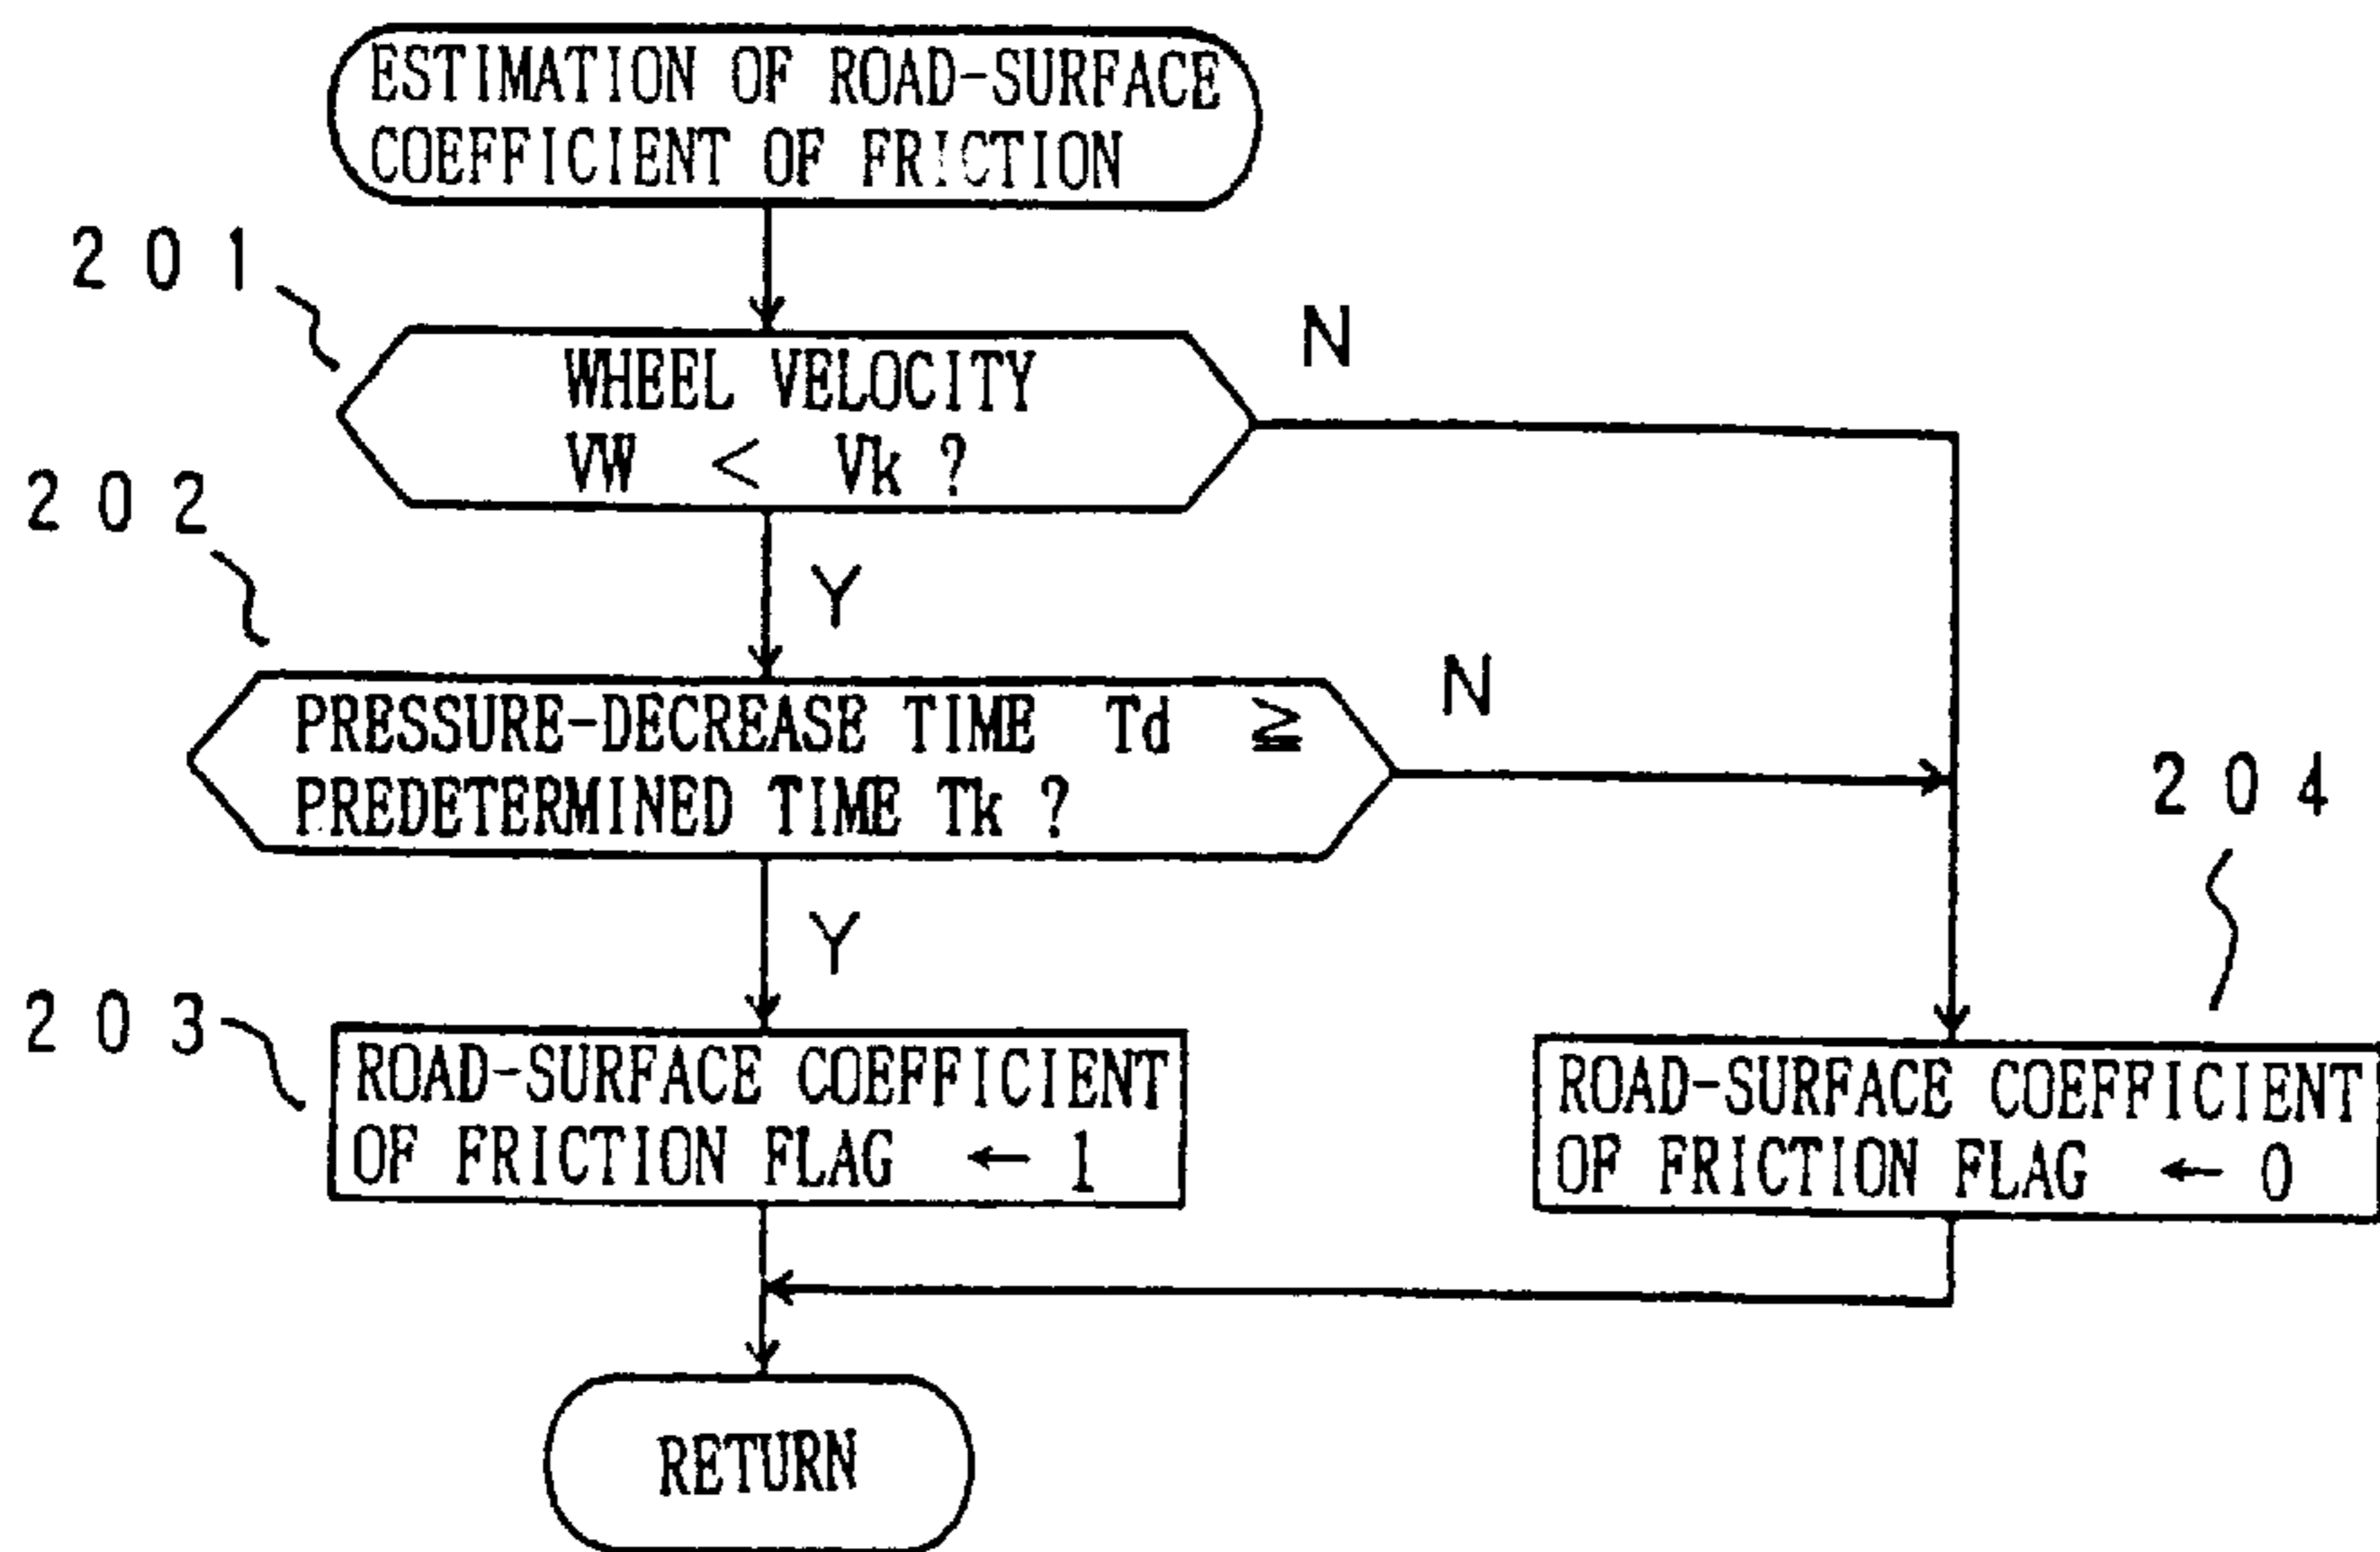 ESTIMATION OF ROAD-SURFACE
COEFFICIENT OF FRICTION
201
WHEEL VELOCITY
VW < Vk ?
N
Y
202
PRESSURE-DECREASE TIME Td ≧
PREDETERMINED TIME Tk ?
N
Y
203
ROAD-SURFACE COEFFICIENT
OF FRICTION FLAG ← 1
204
ROAD-SURFACE COEFFICIENT
OF FRICTION FLAG ← 0
RETURN